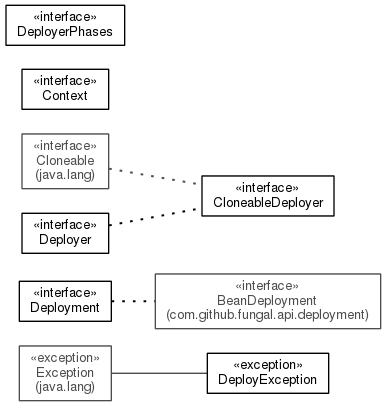 «interface»
DeployerPhases
«interface»
Context
«interface»
Cloneable
(java.lang)
«interface»
CloneableDeployer
«interface»
Deployer
«interface»
Deployment
«interface»
BeanDeployment
(com.github.fungal.api.deployment)
«exception»
Exception
(java.lang)
«exception»
DeployException